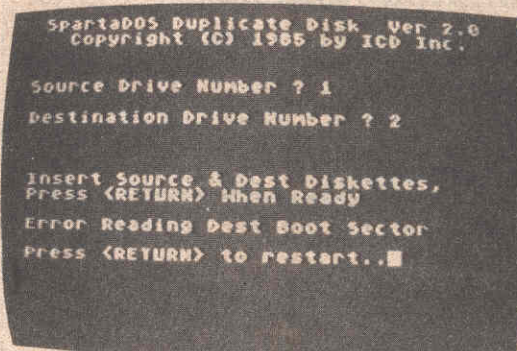 SpartaDOS Duplicate Disk Ver 2.0
Copyright (C) 1985 by ICD Inc.
Source Drive Number ? 1
Destination Drive Number ? 2
Insert Source & Dest Diskettes,
Press <RETURN> When Ready
Error Reading Dest Boot Sector
Press <RETURN> to restart..